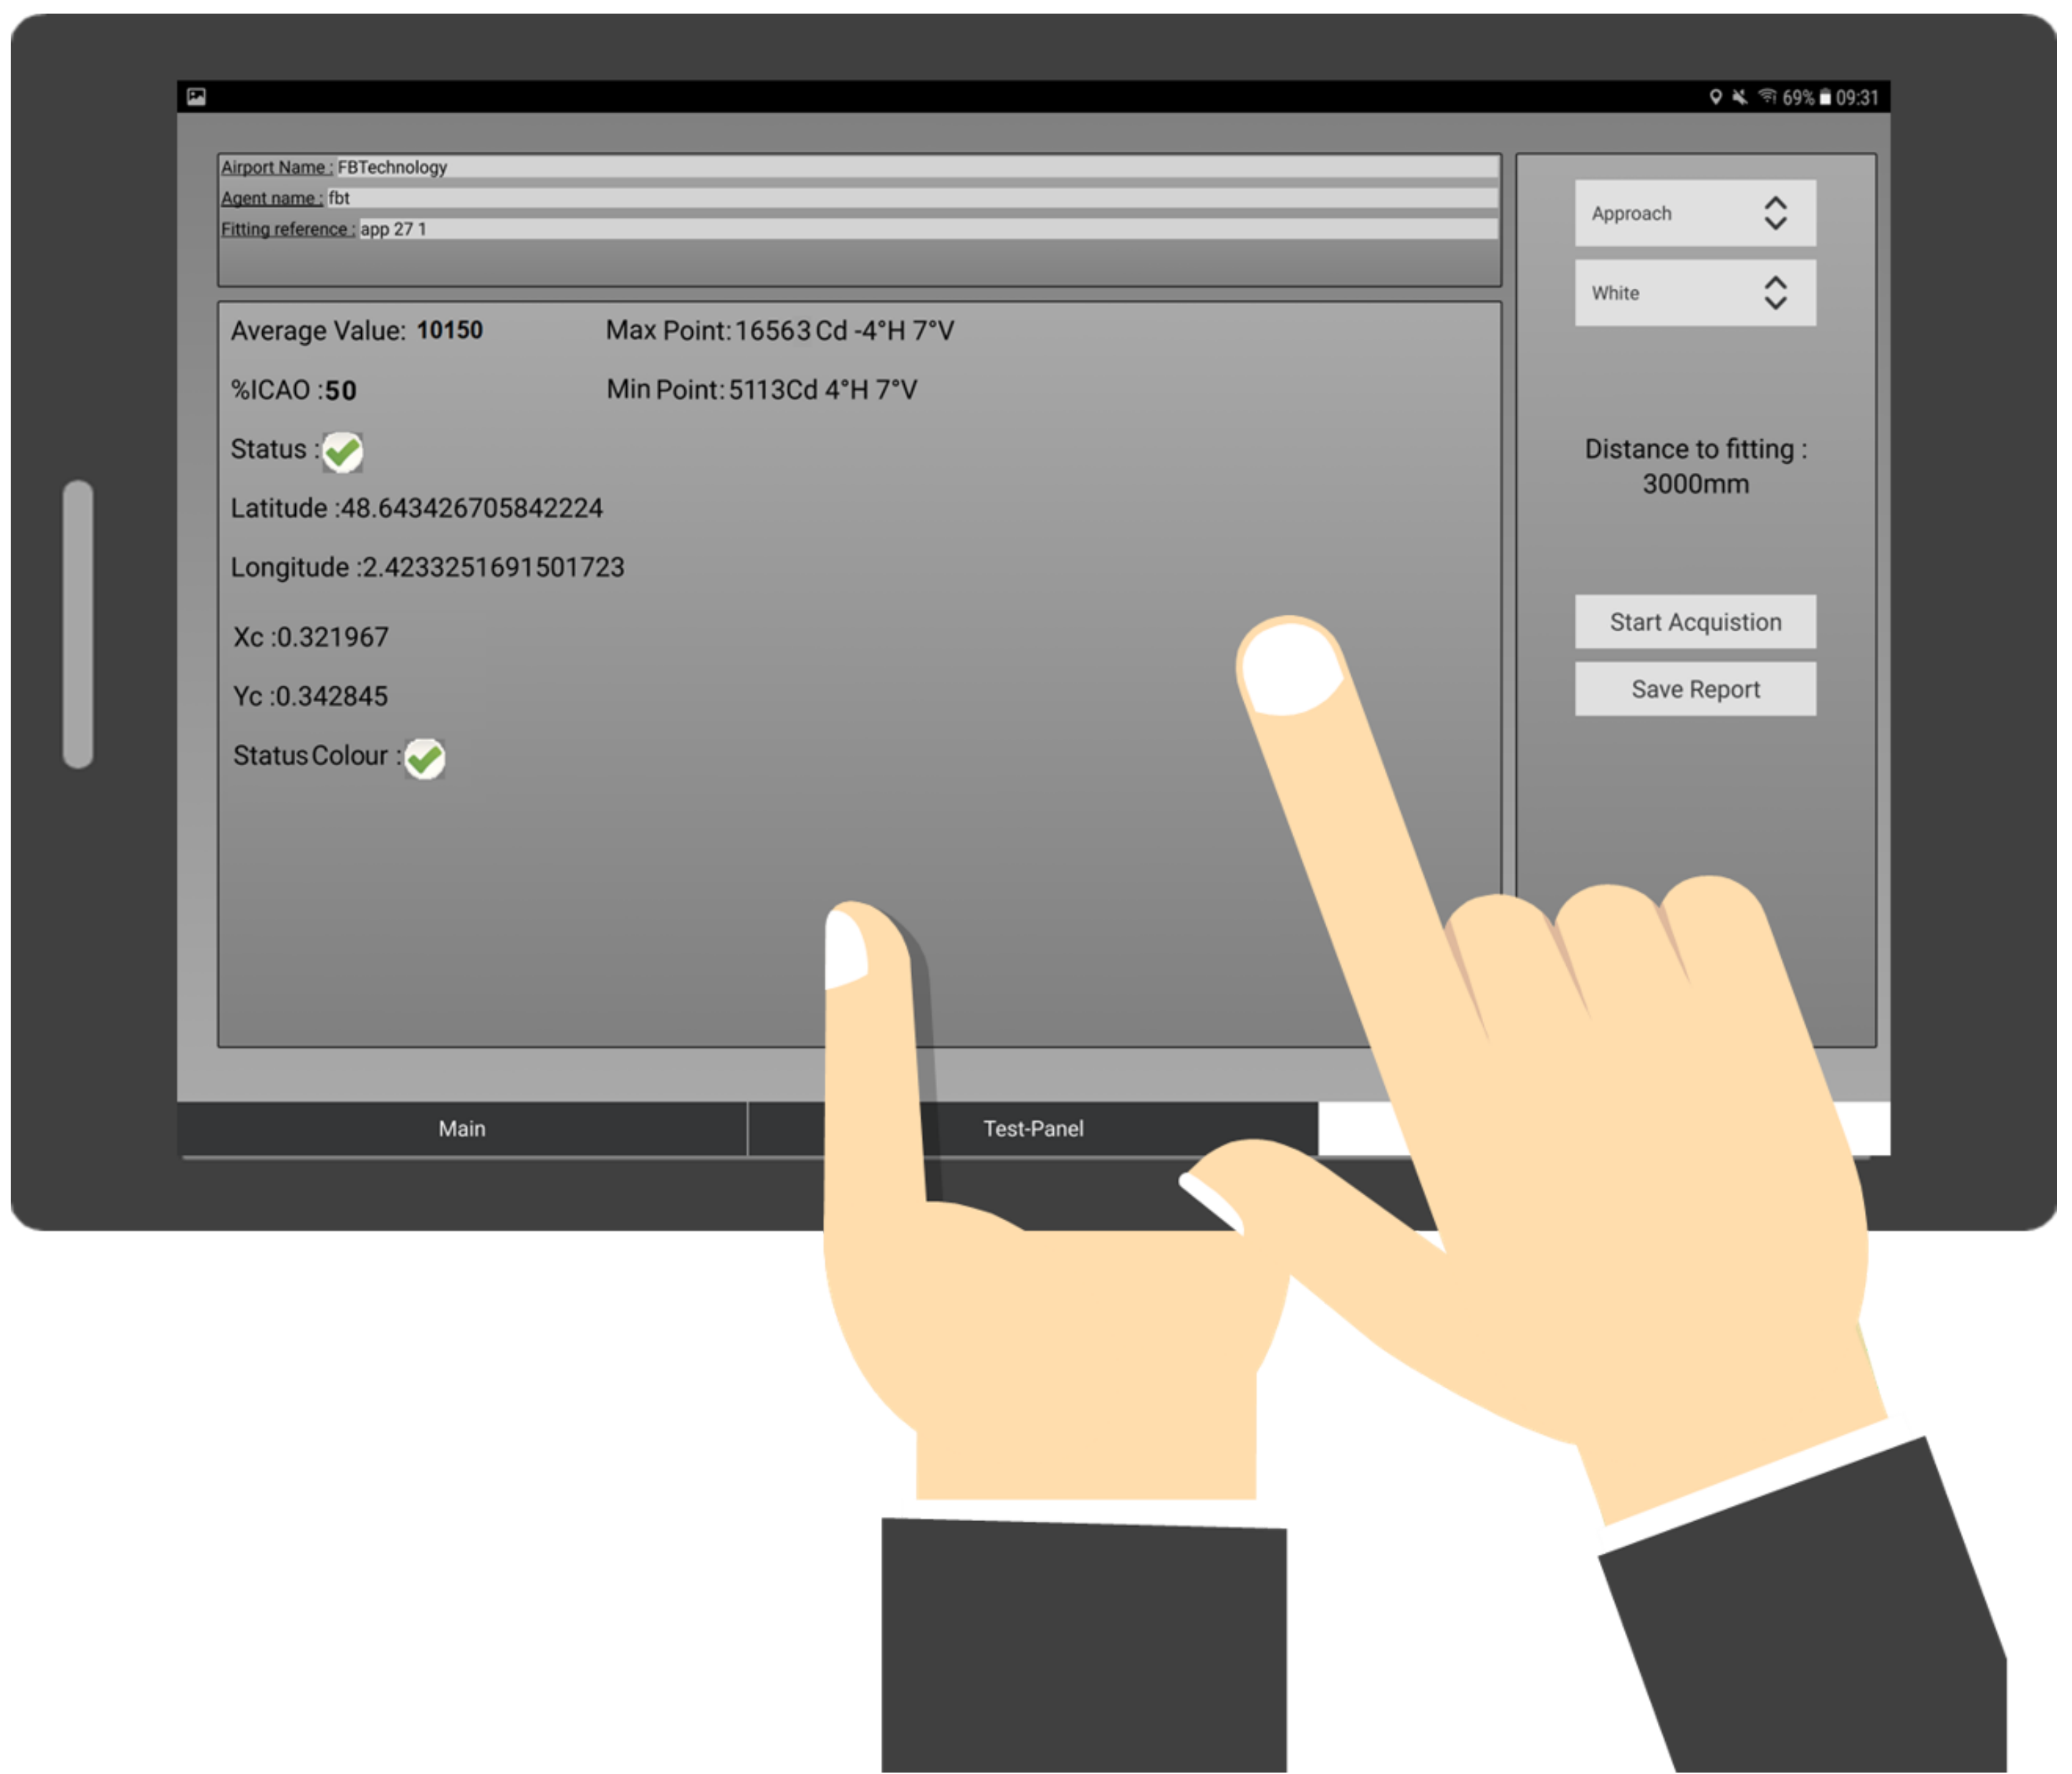 69% 09:31
Airport Name : FBTechnology
Agent name : fbt
Fitting reference : app 27 1
Average Value: 10150 Max Point: 16563 Cd -4°H 7°V
%ICAO :50 Min Point: 5113Cd 4°H 7°V
Status :
Latitude :48.643426705842224
Longitude :2.4233251691501723
Xc :0.321967
Yc :0.342845
Status Colour :
Approach
White
Distance to fitting :
3000mm
Start Acquistion
Save Report
Main Test-Panel